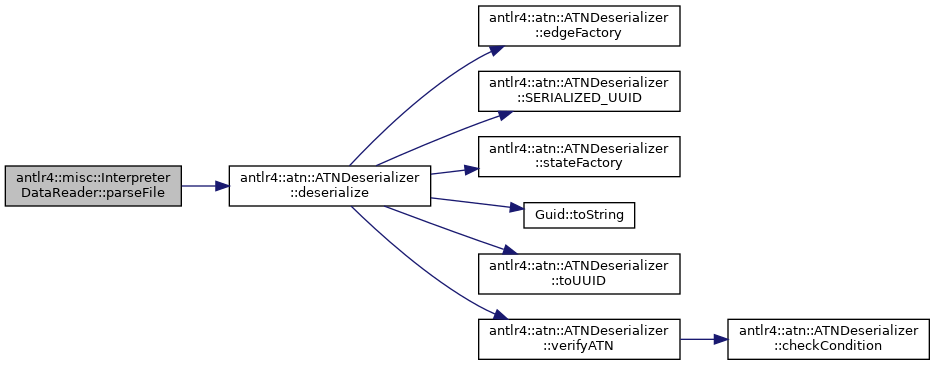 antlr4::misc::Interpreter
DataReader::parseFile
antlr4::atn::ATNDeserializer
::deserialize
antlr4::atn::ATNDeserializer
::edgeFactory
antlr4::atn::ATNDeserializer
::SERIALIZED_UUID
antlr4::atn::ATNDeserializer
::stateFactory
Guid::toString
antlr4::atn::ATNDeserializer
::toUUID
antlr4::atn::ATNDeserializer
::verifyATN
antlr4::atn::ATNDeserializer
::checkCondition